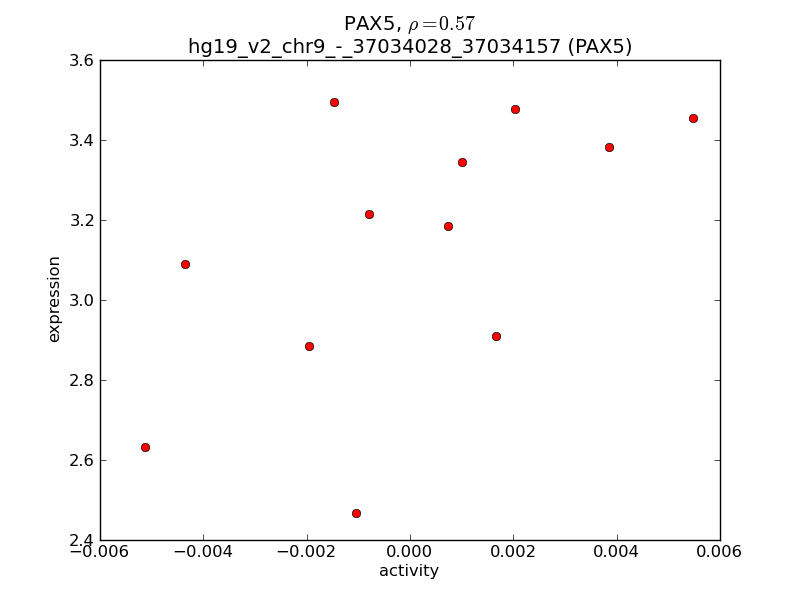 PAX5, ρ=0.57
hg19_v2_chr9_-_37034028_37034157 (PAX5)
3.6
3.4
3.2
3.0
2.8
2.6
2.4
expression
−0.006 −0.004 −0.002 0.000 0.002 0.004 0.006
activity